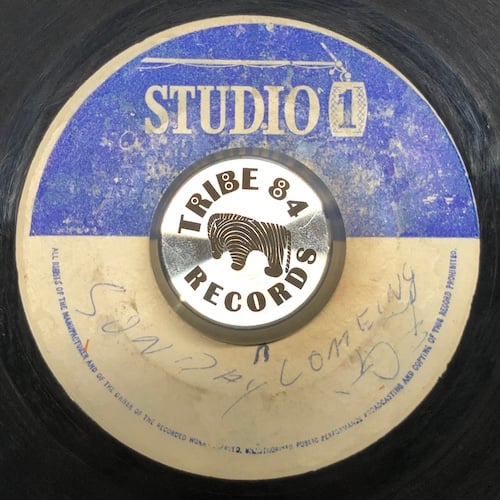 STUDIO 1
TRIBE 84
RECORDS
SUNDAY COMEING
ALL RIGHTS OF THE MANUFACTURER AND OF THE OWNER OF THE RECORDED WORK RESERVED. UNAUTHORISED PUBLIC PERFORMANCE BROADCASTING AND COPYING OF THIS RECORD PROHIBITED.